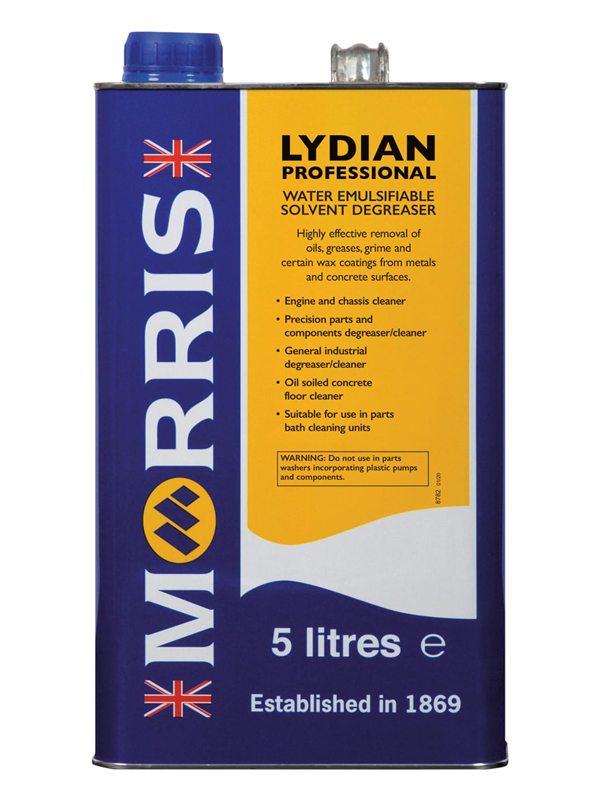 MORRIS
LYDIAN
PROFESSIONAL
WATER EMULSIFIABLE
SOLVENT DEGREASER
Highly effective removal of
oils, greases, grime and
certain wax coatings from metals
and concrete surfaces.
• Engine and chassis cleaner
• Precision parts and
components degreaser/cleaner
• General industrial
degreaser/cleaner
• Oil soiled concrete
floor cleaner
• Suitable for use in parts
bath cleaning units
WARNING: Do not use in parts
washers incorporating plastic pumps
and components.
8782 01/20
5 litres ℮
Established in 1869